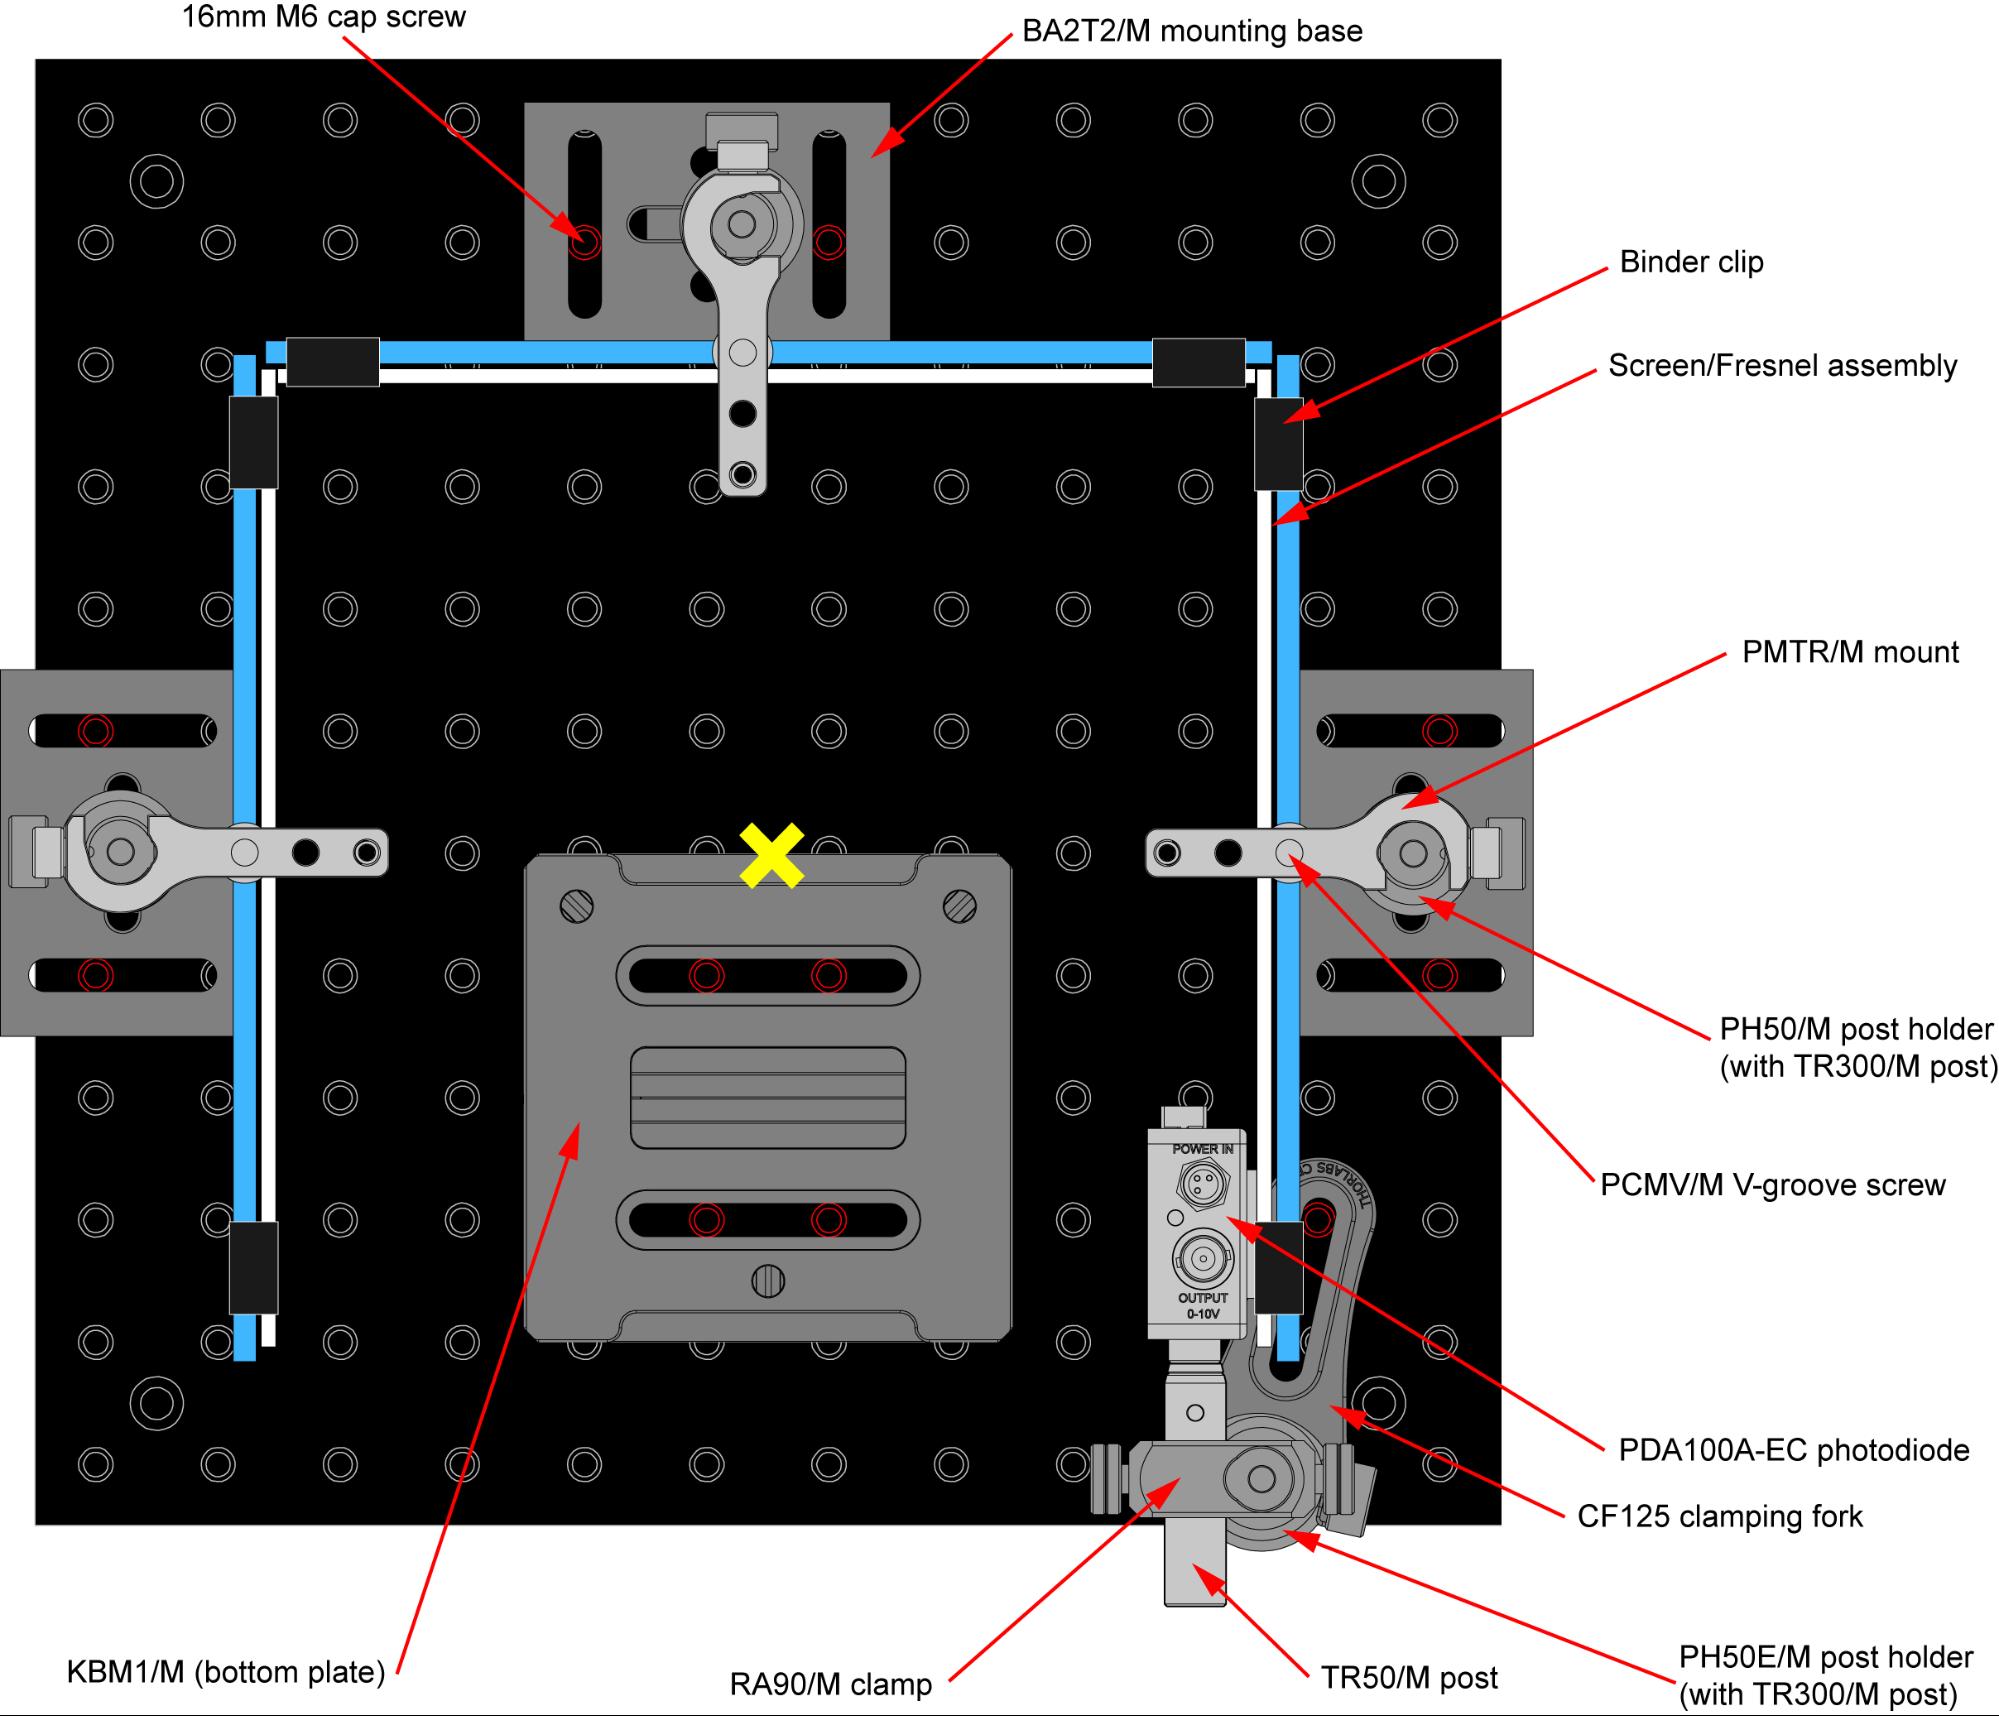 16mm M6 cap screw
BA2T2/M mounting base
Binder clip
Screen/Fresnel assembly
PMTR/M mount
PH50/M post holder
(with TR300/M post)
POWER IN
THORLABS
PCMV/M V-groove screw
OUTPUT
0-10V
PDA100A-EC photodiode
CF125 clamping fork
KBM1/M (bottom plate)
RA90/M clamp
TR50/M post
PH50E/M post holder
(with TR300/M post)